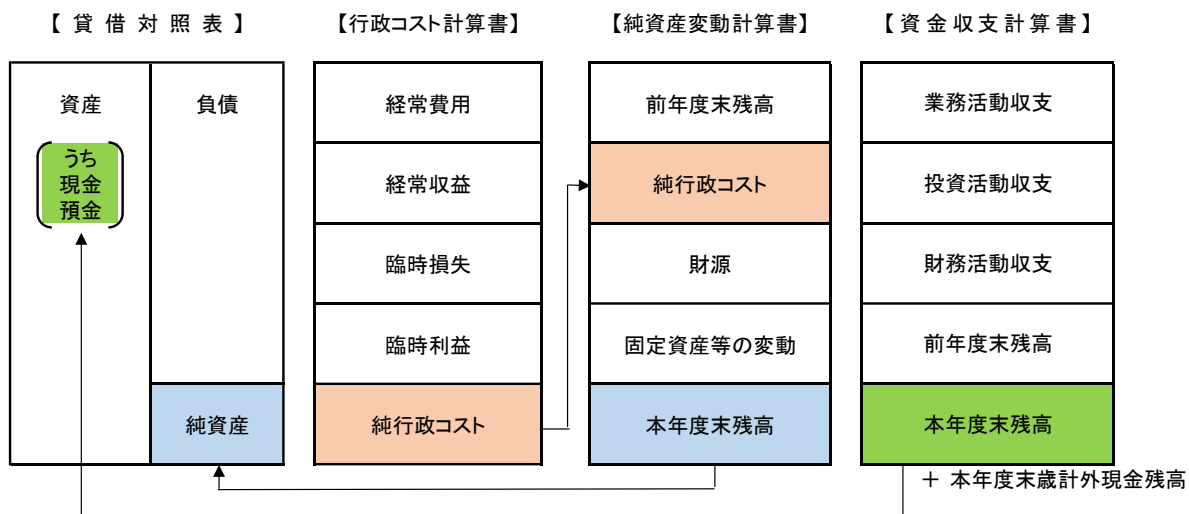 【 貸 借 対 照 表 】
資産
負債
うち
現金
預金
純資産
【行政コスト計算書】
経常費用
経常収益
臨時損失
臨時利益
純行政コスト
【純資産変動計算書】
前年度末残高
純行政コスト
財源
固定資産等の変動
本年度末残高
【 資 金 収 支 計 算 書 】
業務活動収支
投資活動収支
財務活動収支
前年度末残高
本年度末残高
＋ 本年度末歳計外現金残高